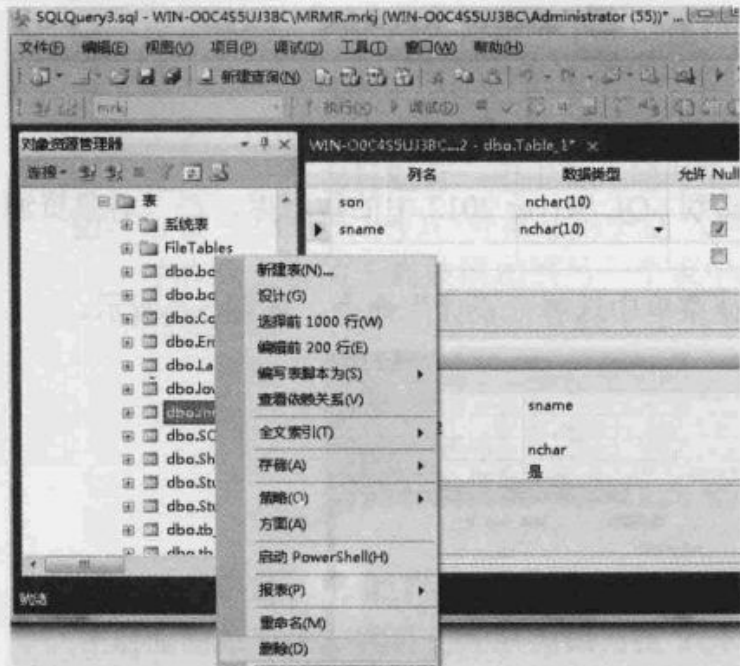 SQLQuery3.sql - WIN-O0C4S5UJ3BC\MRMR.mrkj (WIN-O0C4S5UJ3BC\Administrator (55))* ...
文件(F) 编辑(E) 视图(V) 项目(P) 调试(D) 工具(T) 窗口(W) 帮助(H)
新建查询(N)
mrkj
执行(X)
调试(D)
对象资源管理器
连接
表
系统表
FileTables
dbo.bo
dbo.bo
dbo.Co
dbo.Em
dbo.La
dbo.lov
dbo.SC
dbo.Sh
dbo.Stu
dbo.Stu
dbo.tb_
dbo.tb
就绪
WIN-O0C4S5UJ3BC...2 - dbo.Table_1*
列名 数据类型 允许 Null
son nchar(10)
sname nchar(10)
新建表(N)...
设计(G)
选择前 1000 行(W)
编辑前 200 行(E)
编写表脚本为(S)
查看依赖关系(V)
全文索引(T)
存储(A)
策略(O)
方面(A)
启动 PowerShell(H)
报表(P)
重命名(M)
删除(D)
sname
nchar
是